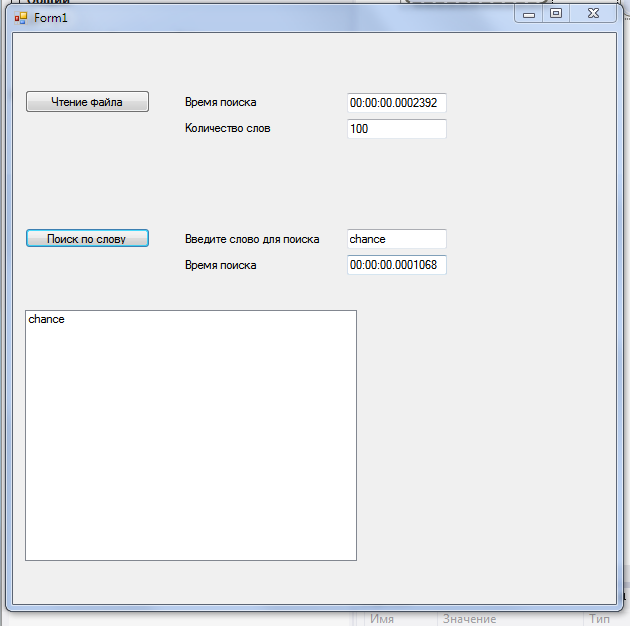 Общий
Form1
Чтение файла Время поиска 00:00:00.0002392
Количество слов 100
Поиск по слову Введите слово для поиска chance
Время поиска 00:00:00.0001068
chance
Имя Значение Тип